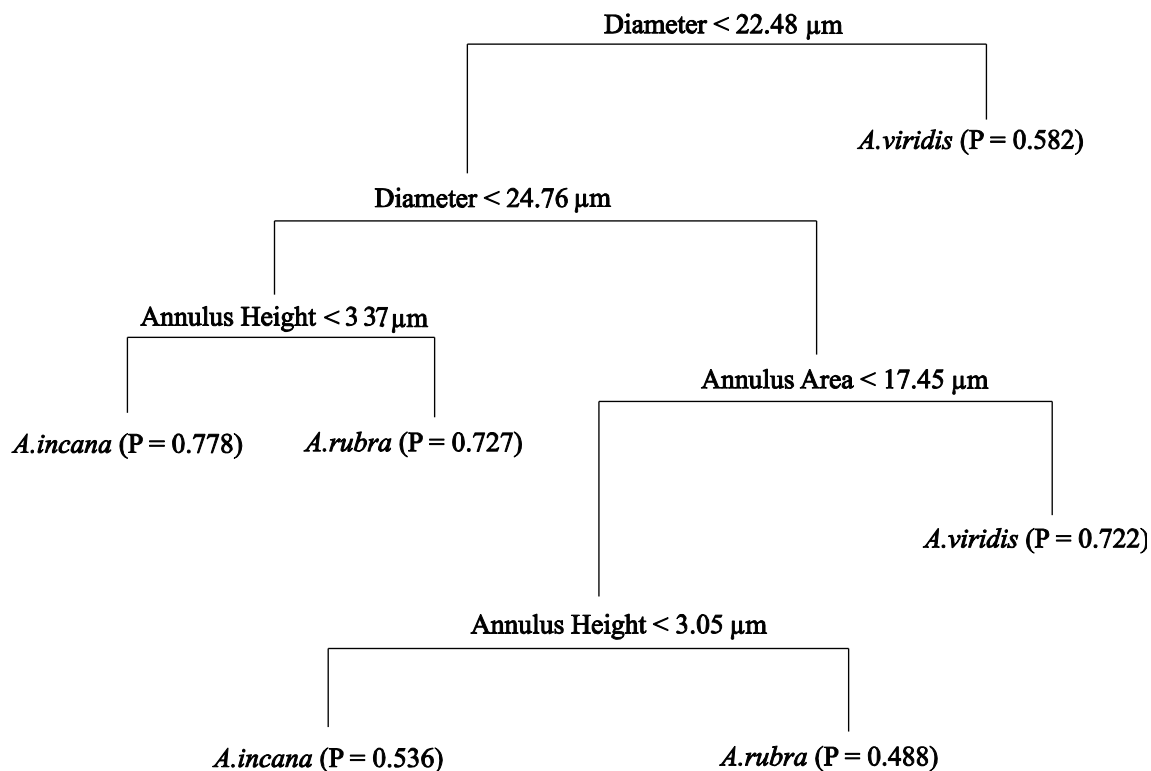 Diameter < 22.48 µm
A.viridis (P = 0.582)
Diameter < 24.76 µm
Annulus Height < 3 37 µm
Annulus Area < 17.45 µm
A.incana (P = 0.778)
A.rubra (P = 0.727)
A.viridis (P = 0.722)
Annulus Height < 3.05 µm
A.incana (P = 0.536)
A.rubra (P = 0.488)